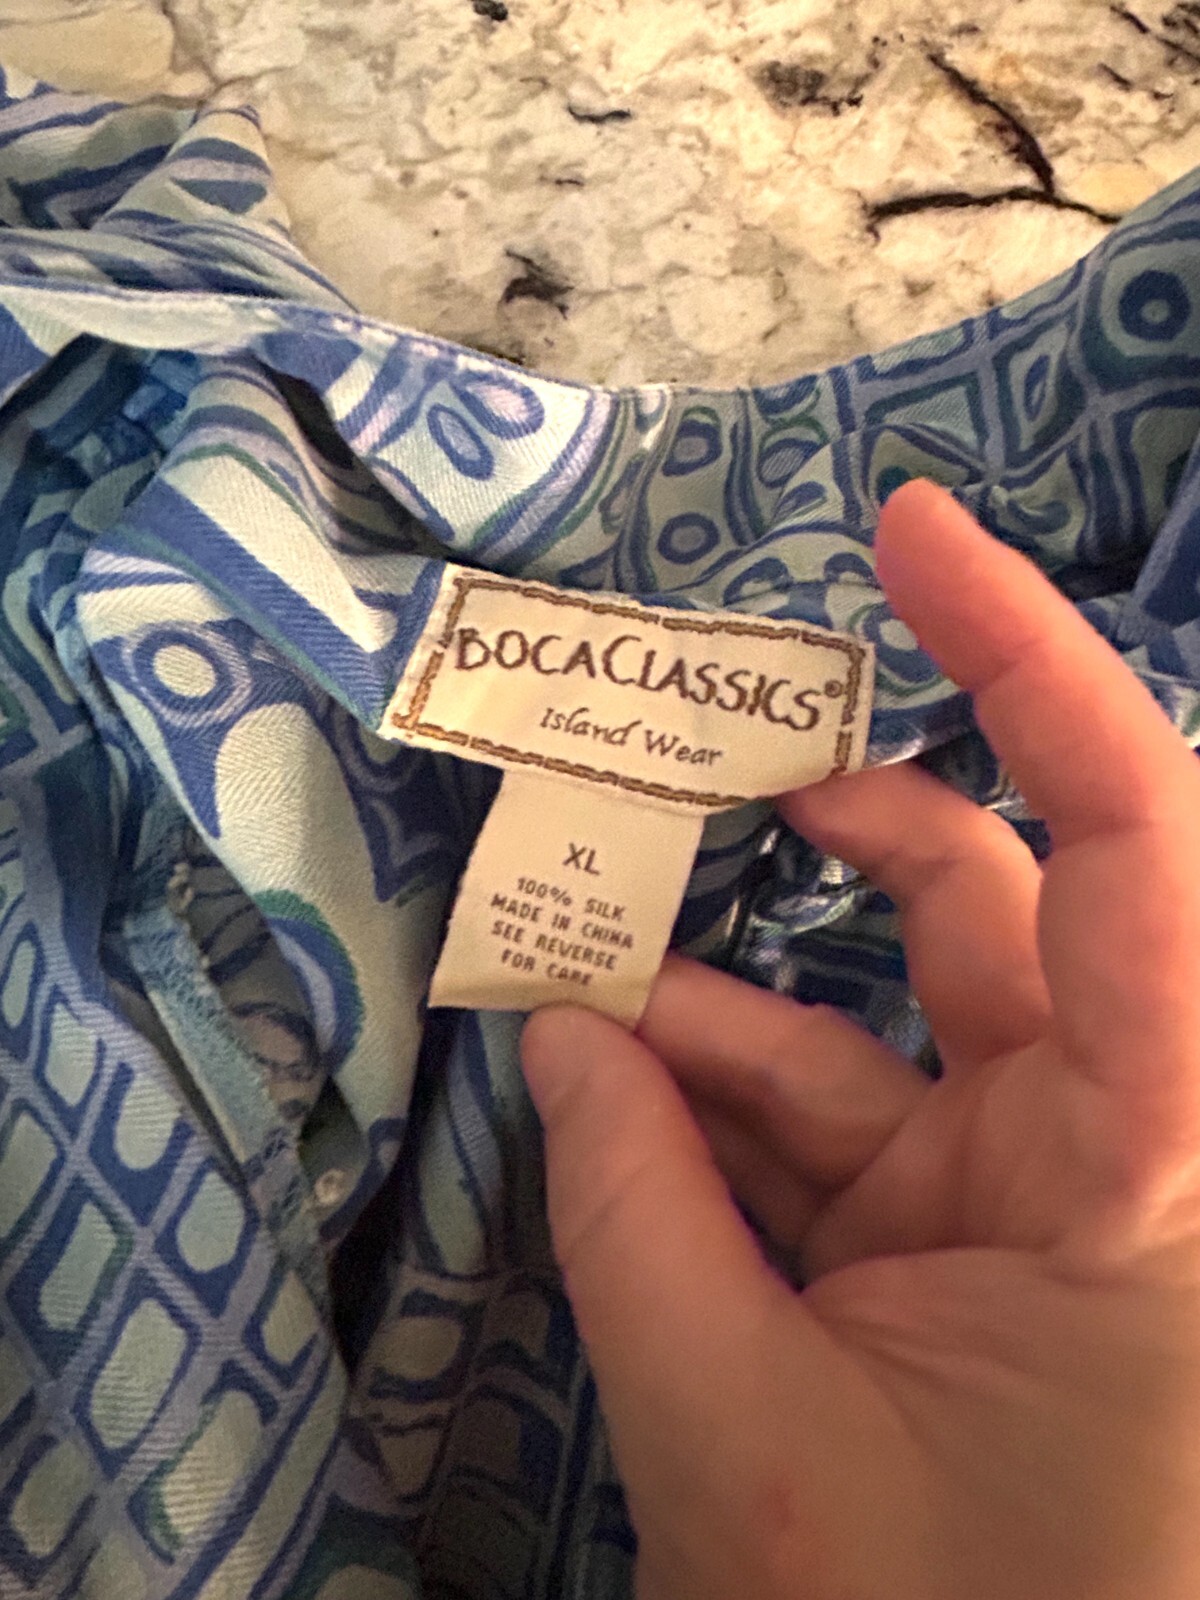 BOCACLASSICS®
Island Wear
XL
100% SILK
MADE IN CHINA
SEE REVERSE
FOR CARE